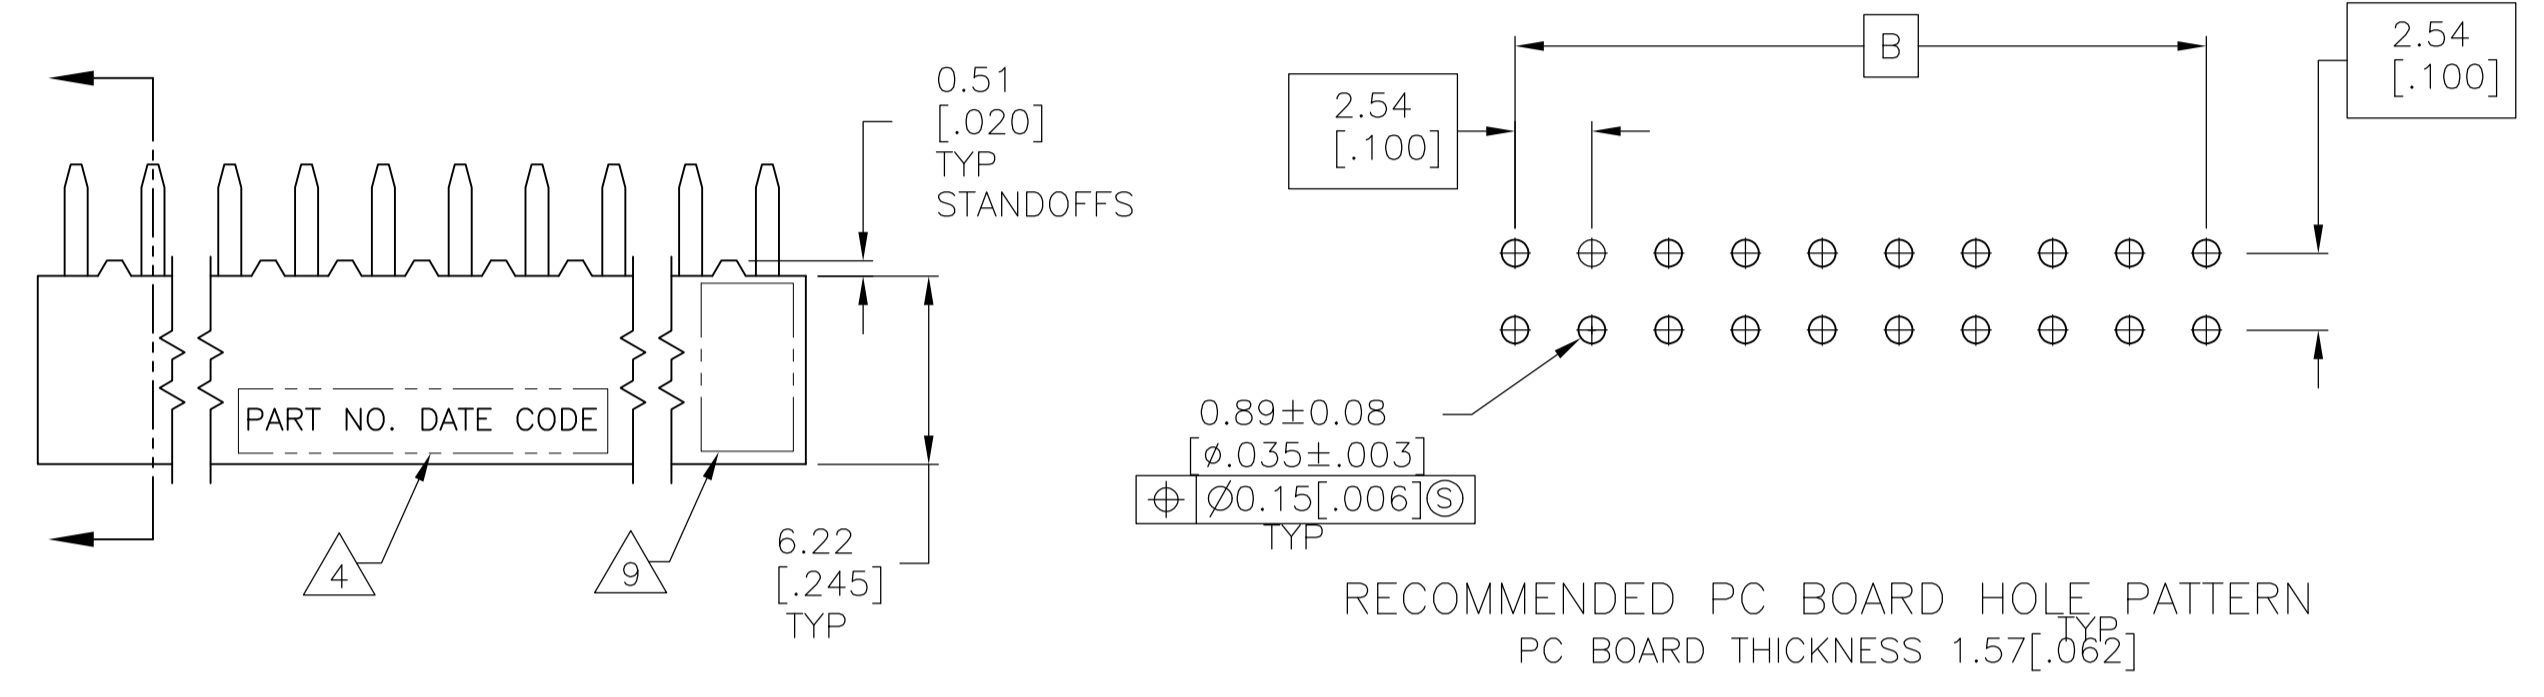 0.51
[.020]
TYP
STANDOFFS
PART NO. DATE CODE
4
9
6.22
[.245]
TYP
2.54
[.100]
B
2.54
[.100]
0.89±0.08
[ø.035±.003]
⌖ Ø0.15[.006]Ⓢ
TYP
RECOMMENDED PC BOARD HOLE PATTERN
TYP
PC BOARD THICKNESS 1.57[.062]